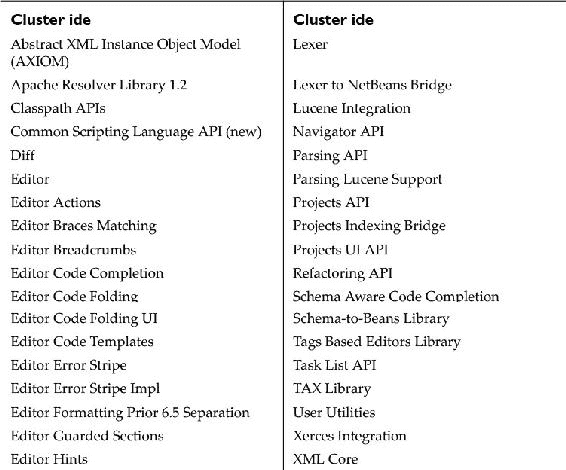 Cluster ide
Abstract XML Instance Object Model
(AXIOM)
Apache Resolver Library 1.2
Classpath APIs
Common Scripting Language API (new)
Diff
Editor
Editor Actions
Editor Braces Matching
Editor Breadcrumbs
Editor Code Completion
Editor Code Folding
Editor Code Folding UI
Editor Code Templates
Editor Error Stripe
Editor Error Stripe Impl
Editor Formatting Prior 6.5 Separation
Editor Guarded Sections
Editor Hints
Cluster ide
Lexer
Lexer to NetBeans Bridge
Lucene Integration
Navigator API
Parsing API
Parsing Lucene Support
Projects API
Projects Indexing Bridge
Projects UI API
Refactoring API
Schema Aware Code Completion
Schema-to-Beans Library
Tags Based Editors Library
Task List API
TAX Library
User Utilities
Xerces Integration
XML Core